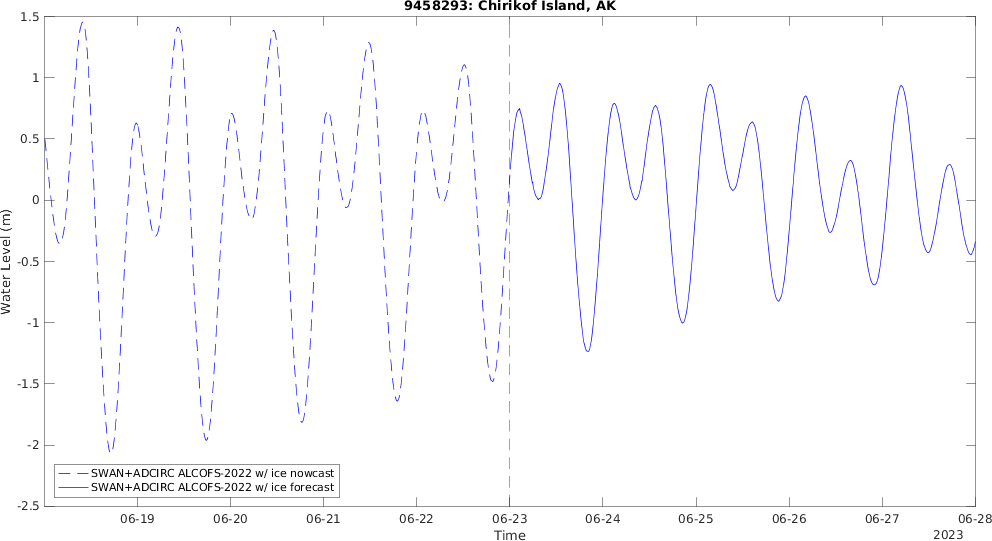 9458293: Chirikof Island, AK
1.5
1
0.5
0
-0.5
-1
-1.5
-2
-2.5
Water Level (m)
SWAN+ADCIRC ALCOFS-2022 w/ ice nowcast
SWAN+ADCIRC ALCOFS-2022 w/ ice forecast
06-19 06-20 06-21 06-22 06-23 06-24 06-25 06-26 06-27 06-28
Time
2023